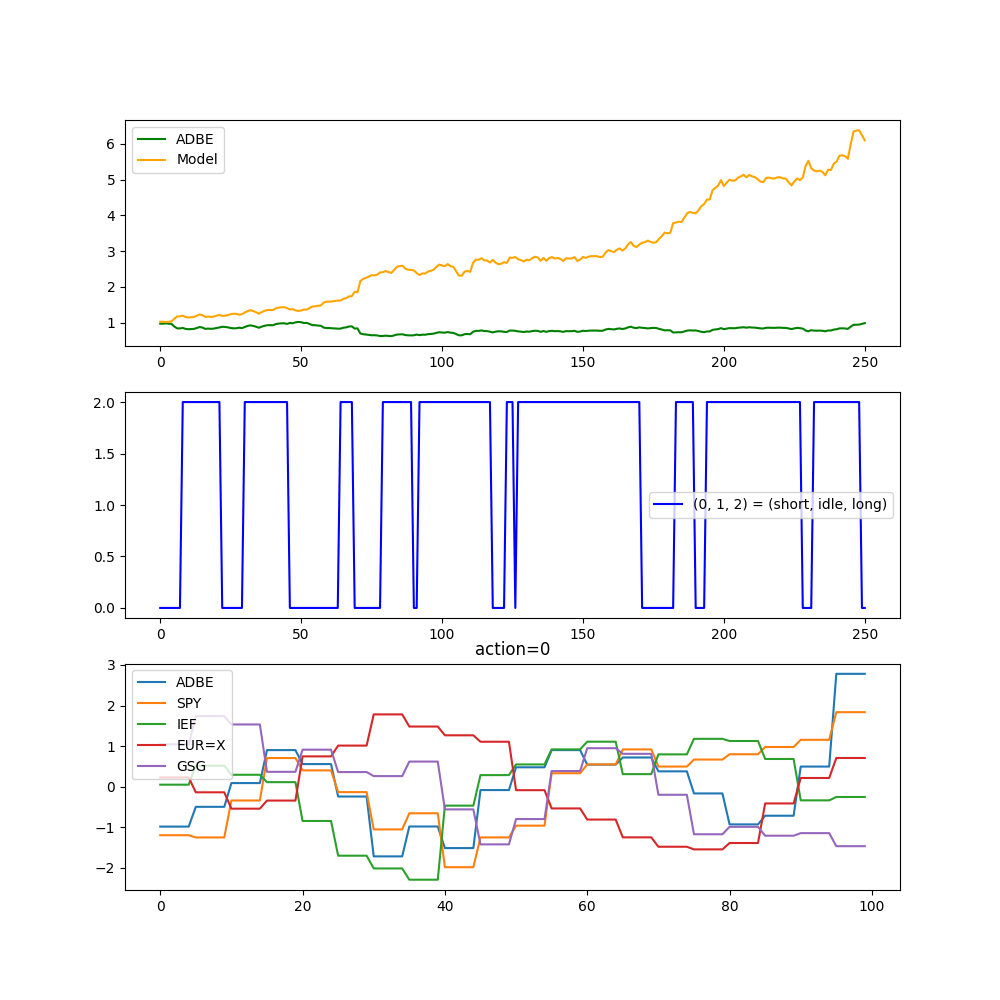 ADBE
Model
6
5
4
3
2
1
0 50 100 150 200 250
2.0
1.5
1.0
0.5
0.0
(0, 1, 2) = (short, idle, long)
0 50 100 150 200 250
action=0
ADBE
SPY
IEF
EUR=X
GSG
3
2
1
0
−1
−2
0 20 40 60 80 100